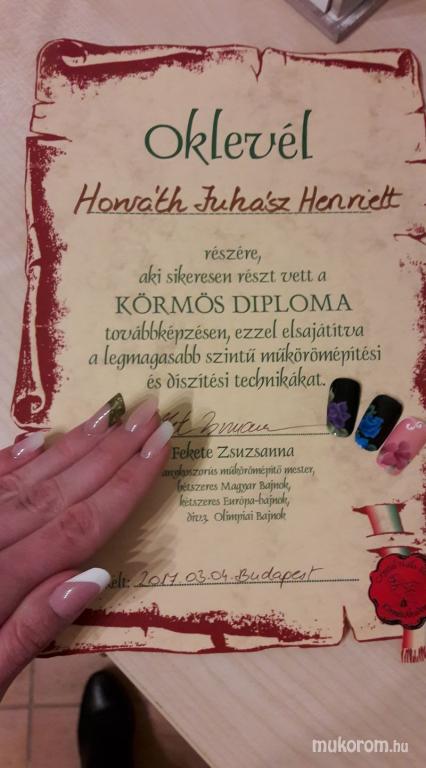 Oklevél
Horváth Juhász Henriett
részére,
aki sikeresen részt vett a
KÖRMÖS DIPLOMA
továbbképzésen, ezzel elsajátítva
a legmagasabb szintű műkörömépítési
és díszítési technikákat.
Fekete Zsuzsanna
műkörömépítő mester,
kétszeres Magyar Bajnok,
kétszeres Európa-bajnok,
div3. Olimpiai Bajnok
2017.03.04. Budapest
mukorom.hu